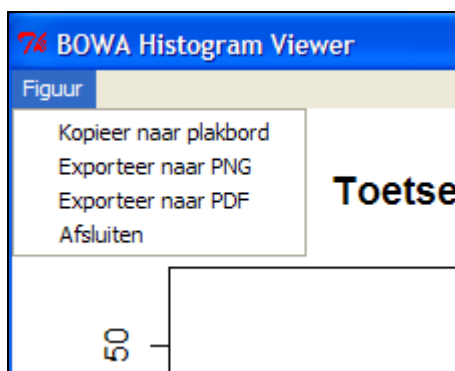 BOWA Histogram Viewer
Figuur
Kopieer naar plakbord
Exporteer naar PNG
Exporteer naar PDF
Afsluiten
Toetse
50